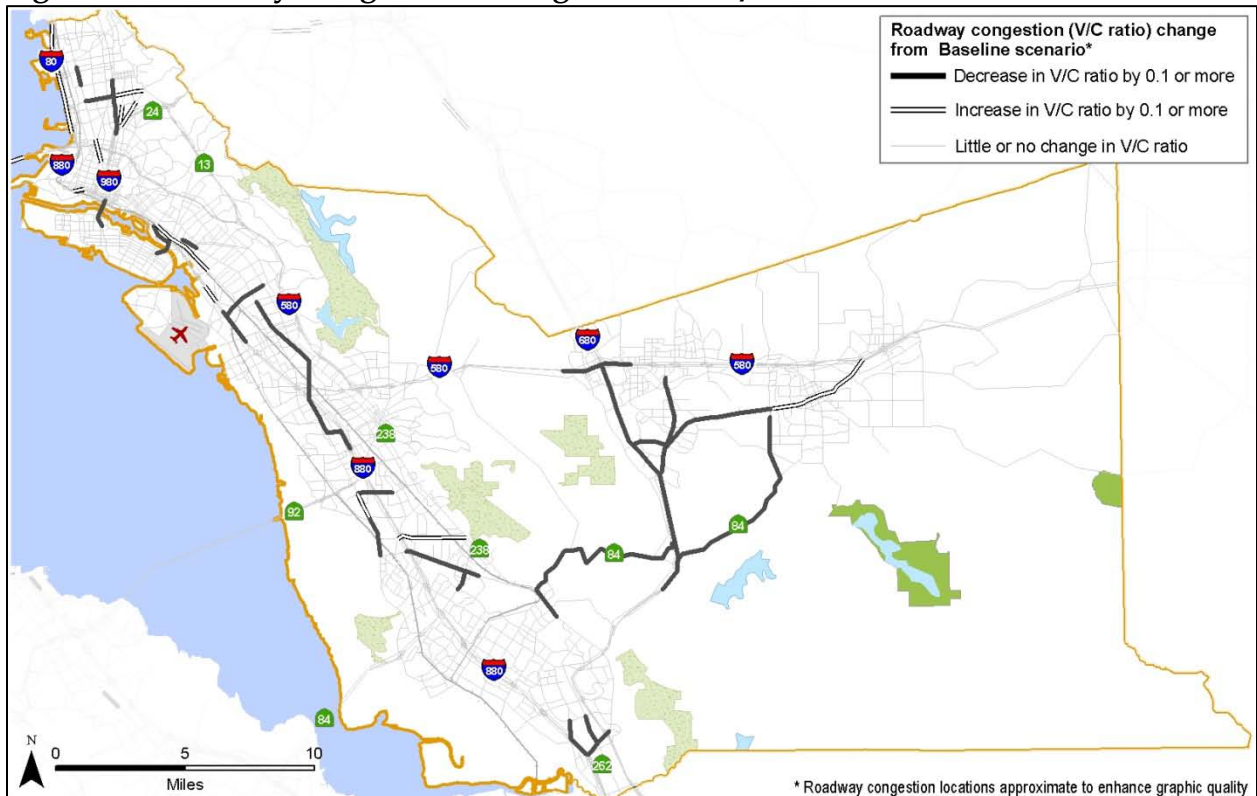 Roadway congestion (V/C ratio) change
from Baseline scenario*
Decrease in V/C ratio by 0.1 or more
Increase in V/C ratio by 0.1 or more
Little or no change in V/C ratio
80
24
13
880
980
580
680
580
580
238
880
92
238
84
84
880
84
262
N
0 5 10
Miles
* Roadway congestion locations approximate to enhance graphic quality